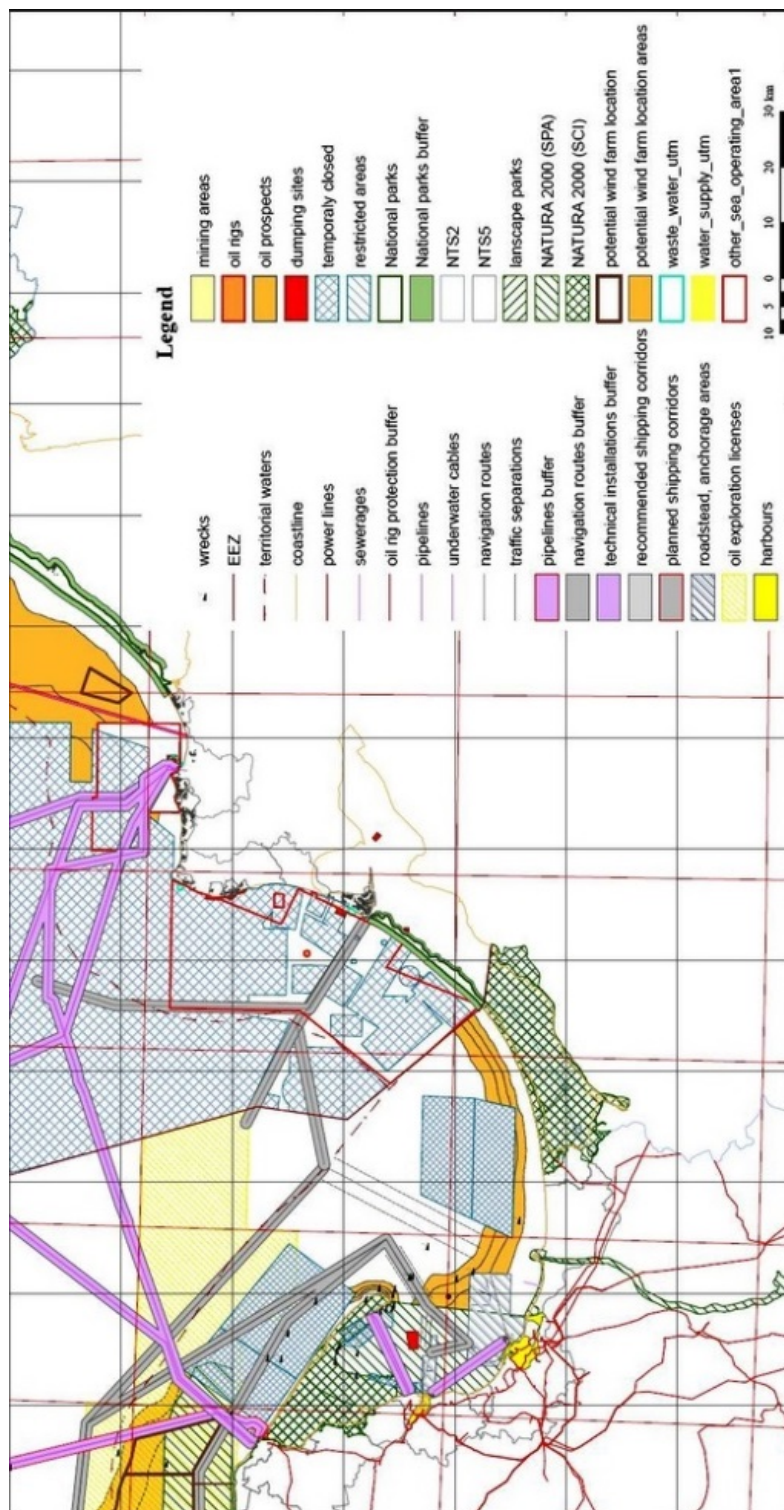 Legend
wrecks
EEZ
territorial waters
coastline
power lines
sewerages
oil rig protection buffer
pipelines
underwater cables
navigation routes
traffic separations
pipelines buffer
navigation routes buffer
technical installations buffer
recommended shipping corridors
planned shipping corridors
roadstead, anchorage areas
oil exploration licenses
harbours
mining areas
oil rigs
oil prospects
dumping sites
temporaly closed
restricted areas
National parks
National parks buffer
NTS2
NTS5
lanscape parks
NATURA 2000 (SPA)
NATURA 2000 (SCI)
potential wind farm location
potential wind farm location areas
waste_water_utm
water_supply_utm
other_sea_operating_area1
10 5 0 10 20 30 km